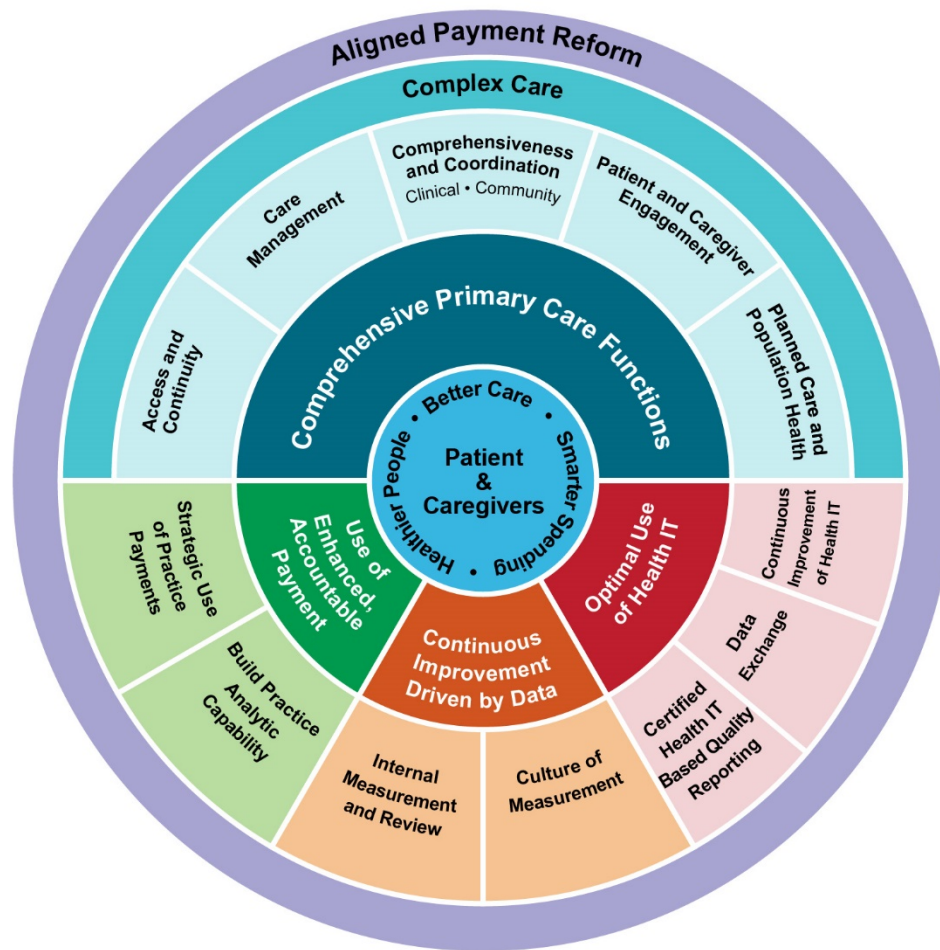 Aligned Payment Reform
Complex Care
Access and
Continuity
Care
Management
Comprehensiveness
and Coordination
Clinical • Community
Patient and Caregiver
Engagement
Planned Care and
Population Health
Comprehensive Primary Care Functions
Healthier People • Better Care • Smarter Spending •
Patient
&
Caregivers
Use of
Enhanced,
Accountable
Payment
Continuous
Improvement
Driven by Data
Optimal Use
of Health IT
Strategic Use
of Practice
Payments
Build Practice
Analytic
Capability
Internal
Measurement
and Review
Culture of
Measurement
Certified
Health IT
Based Quality
Reporting
Data
Exchange
Continuous
Improvement
of Health IT